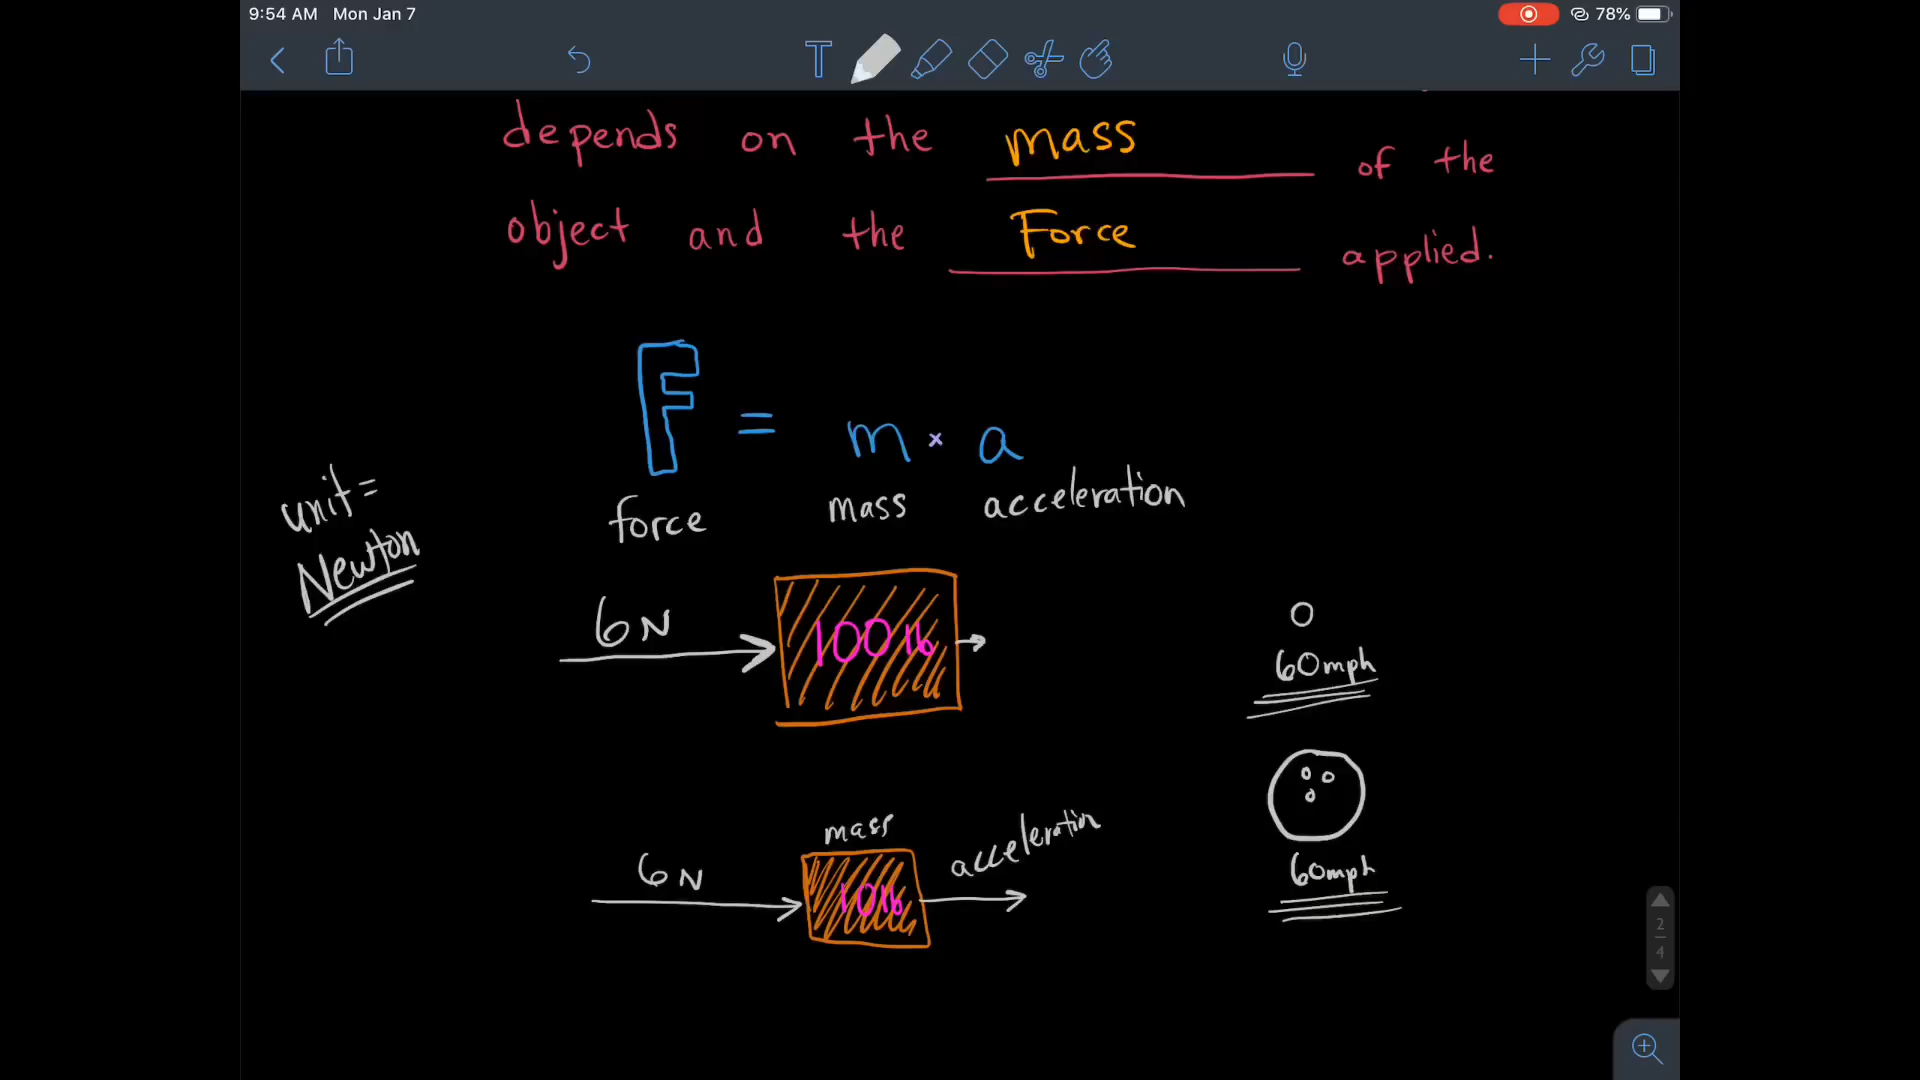 9:54 AM Mon Jan 7
78%
T
depends on the mass of the
object and the Force applied.
F = m × a
force mass acceleration
unit=
Newton
6N
100lb
0
60mph
mass
acceleration
6N
10lb
60mph
2
4